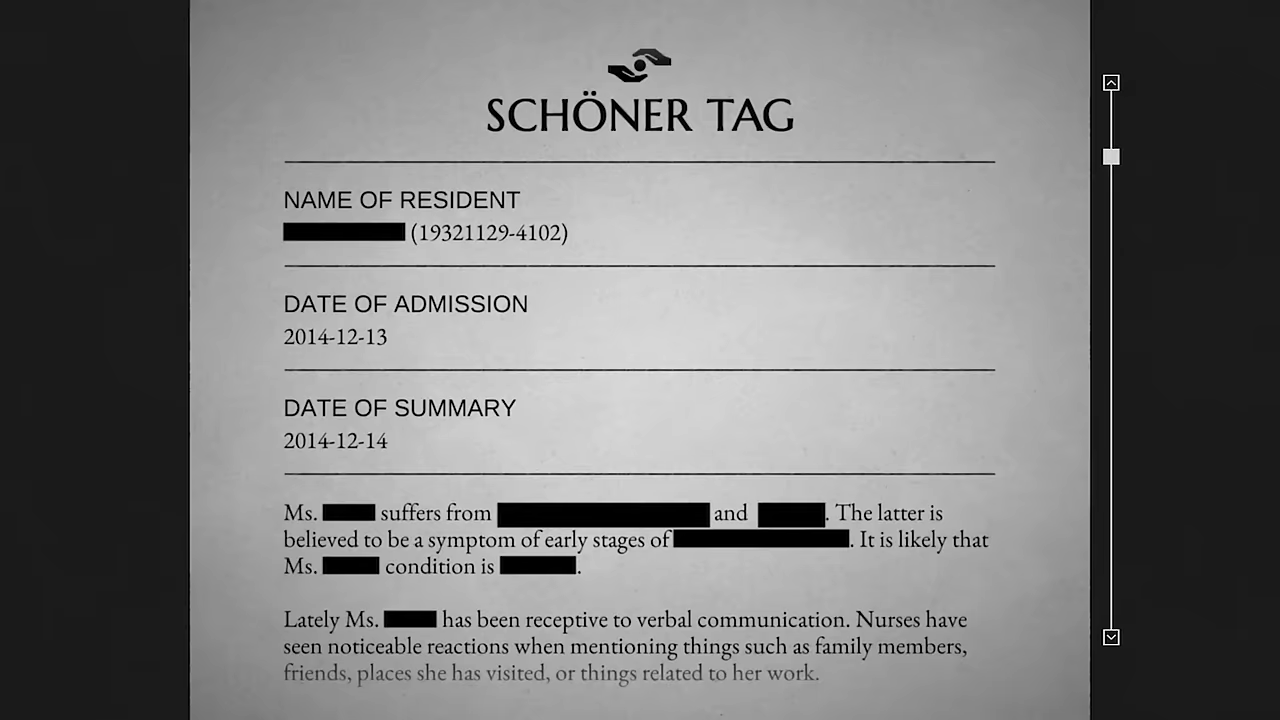 SCHÖNER TAG
NAME OF RESIDENT
(19321129-4102)
DATE OF ADMISSION
2014-12-13
DATE OF SUMMARY
2014-12-14
Ms. suffers from and . The latter is
believed to be a symptom of early stages of . It is likely that
Ms. condition is .
Lately Ms. has been receptive to verbal communication. Nurses have
seen noticeable reactions when mentioning things such as family members,
friends, places she has visited, or things related to her work.